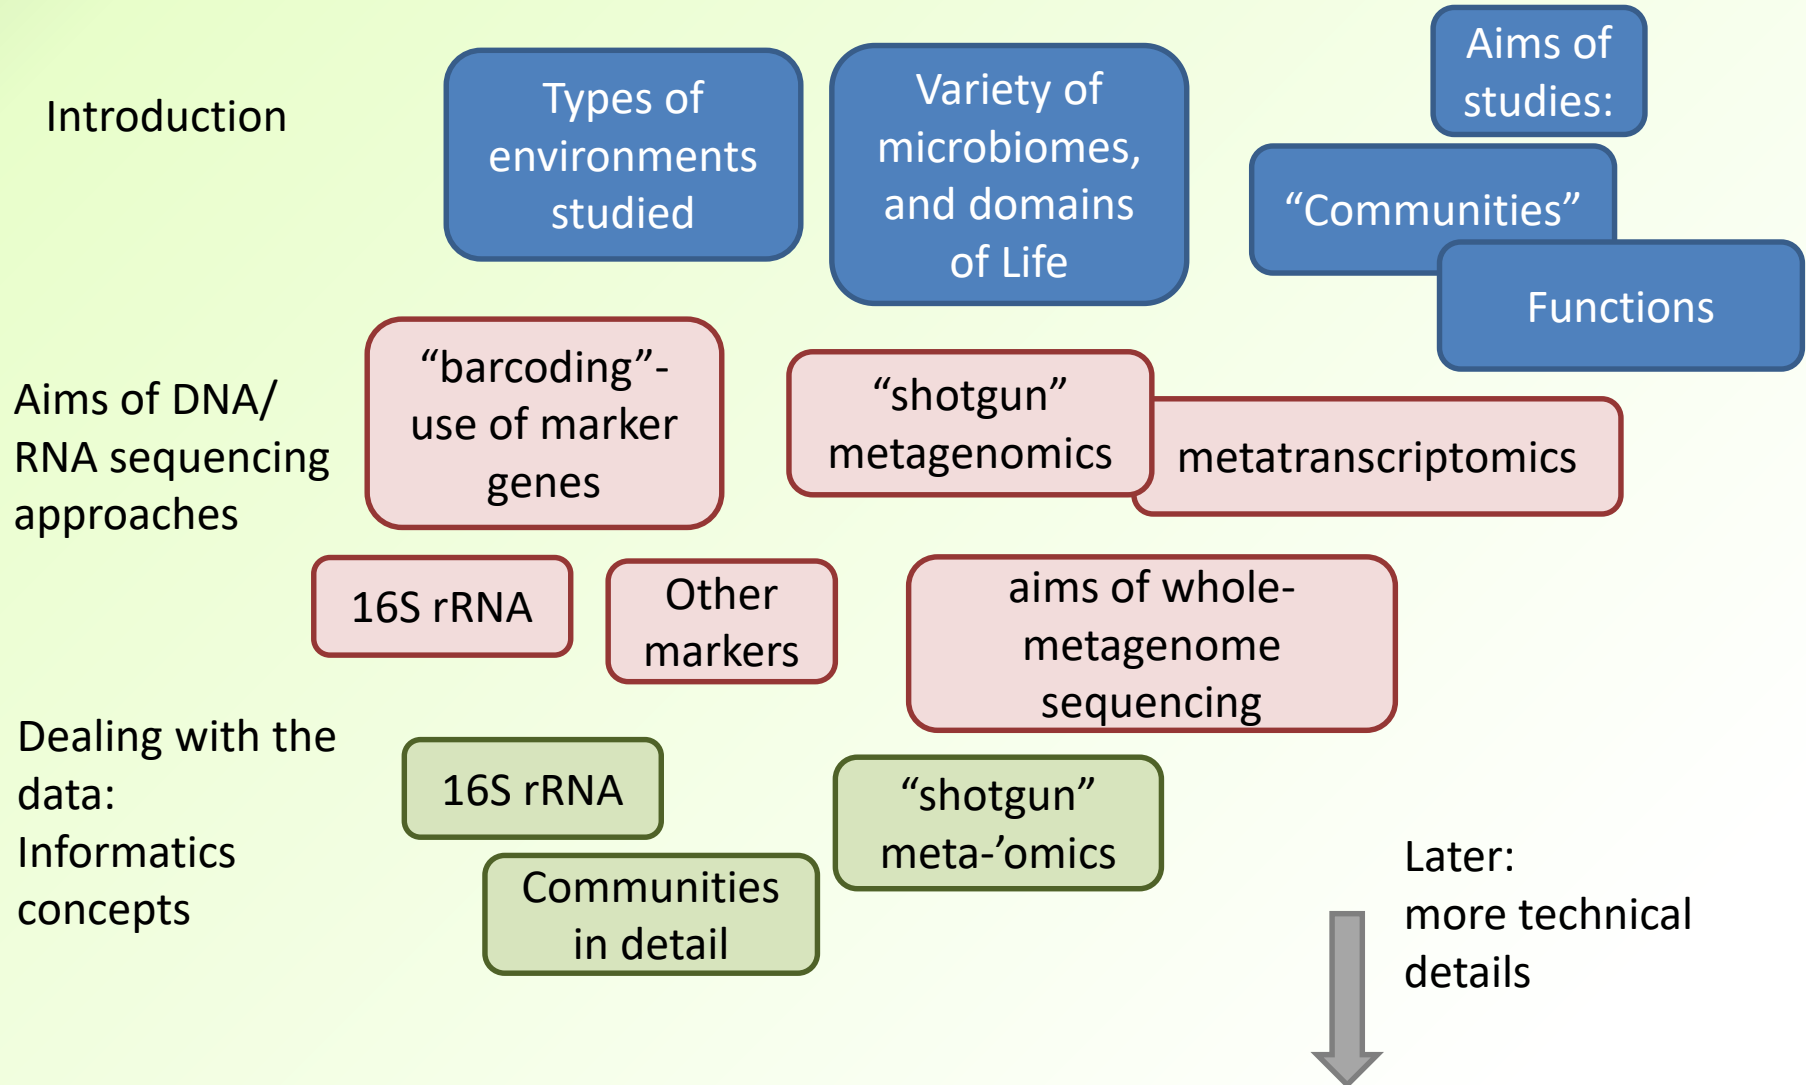 Introduction
Types of
environments
studied
Variety of
microbiomes,
and domains
of Life
Aims of
studies:
“Communities”
Functions
Aims of DNA/
RNA sequencing
approaches
“barcoding”-
use of marker
genes
“shotgun”
metagenomics
metatranscriptomics
16S rRNA
Other
markers
aims of whole-
metagenome
sequencing
Dealing with the
data:
Informatics
concepts
16S rRNA
Communities
in detail
“shotgun”
meta-’omics
Later:
more technical
details